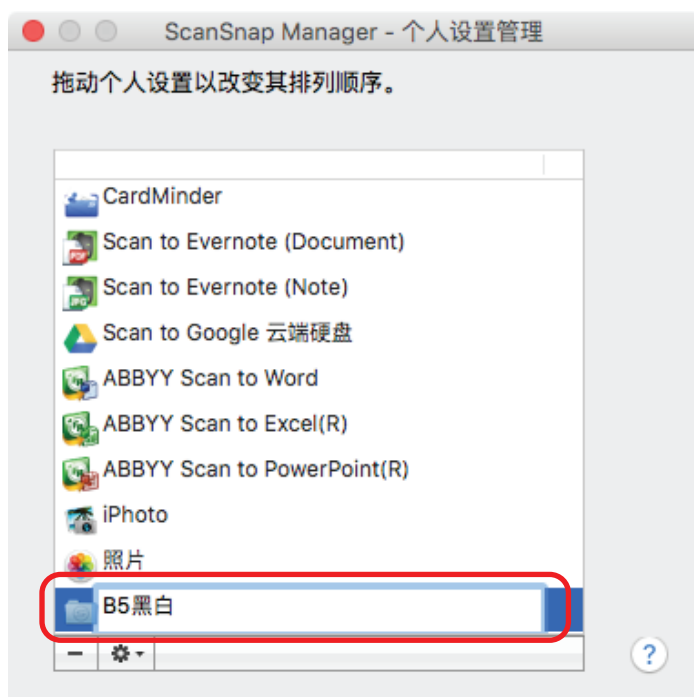 ScanSnap Manager - 个人设置管理
拖动个人设置以改变其排列顺序。
CardMinder
Scan to Evernote (Document)
Scan to Evernote (Note)
Scan to Google 云端硬盘
ABBYY Scan to Word
ABBYY Scan to Excel(R)
ABBYY Scan to PowerPoint(R)
iPhoto
照片
B5黑白
?